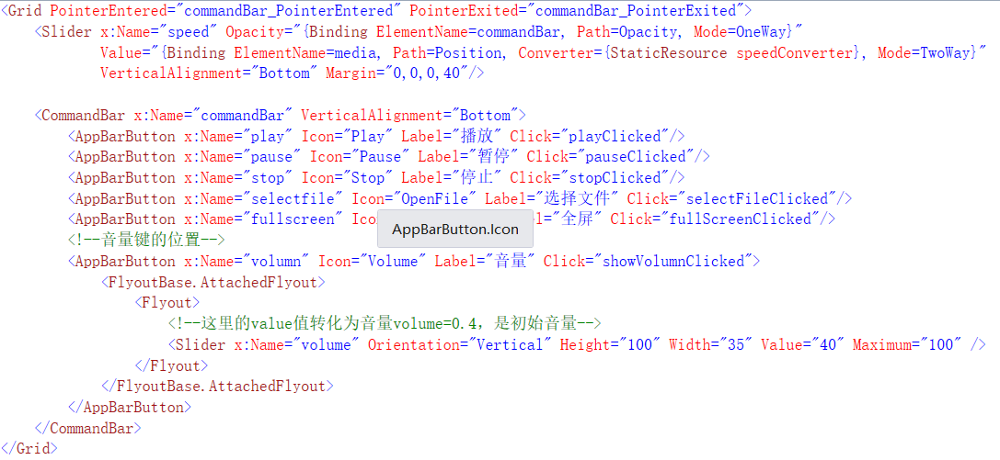 <Grid PointerEntered="commandBar_PointerEntered" PointerExited="commandBar_PointerExited">
    <Slider x:Name="speed" Opacity="{Binding ElementName=commandBar, Path=Opacity, Mode=OneWay}"
            Value="{Binding ElementName=media, Path=Position, Converter={StaticResource speedConverter}, Mode=TwoWay}"
            VerticalAlignment="Bottom" Margin="0,0,0,40"/>
    <CommandBar x:Name="commandBar" VerticalAlignment="Bottom">
        <AppBarButton x:Name="play" Icon="Play" Label="播放" Click="playClicked"/>
        <AppBarButton x:Name="pause" Icon="Pause" Label="暂停" Click="pauseClicked"/>
        <AppBarButton x:Name="stop" Icon="Stop" Label="停止" Click="stopClicked"/>
        <AppBarButton x:Name="selectfile" Icon="OpenFile" Label="选择文件" Click="selectFileClicked"/>
        <AppBarButton x:Name="fullscreen" Ico ="全屏" Click="fullScreenClicked"/>
AppBarButton.Icon
        <!--音量键的位置-->
        <AppBarButton x:Name="volumn" Icon="Volume" Label="音量" Click="showVolumnClicked">
            <FlyoutBase.AttachedFlyout>
                <Flyout>
                    <!--这里的value值转化为音量volume=0.4，是初始音量-->
                    <Slider x:Name="volume" Orientation="Vertical" Height="100" Width="35" Value="40" Maximum="100" />
                </Flyout>
            </FlyoutBase.AttachedFlyout>
        </AppBarButton>
    </CommandBar>
</Grid>